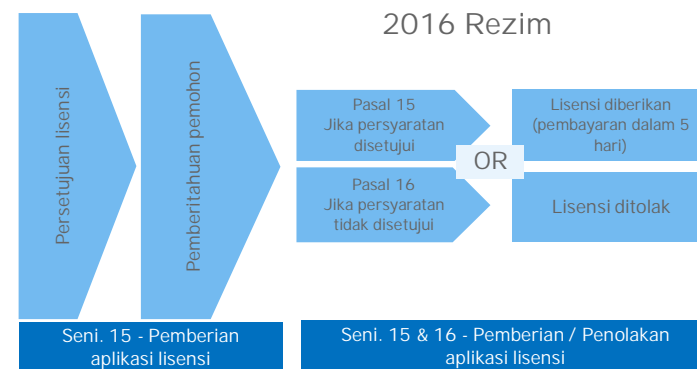 2016 Rezim
Persetujuan lisensi
Pemberitahuan pemohon
Pasal 15
Jika persyaratan
disetujui
Lisensi diberikan
(pembayaran dalam 5
hari)
OR
Pasal 16
Jika persyaratan
tidak disetujui
Lisensi ditolak
Seni. 15 - Pemberian
aplikasi lisensi
Seni. 15 & 16 - Pemberian / Penolakan
aplikasi lisensi